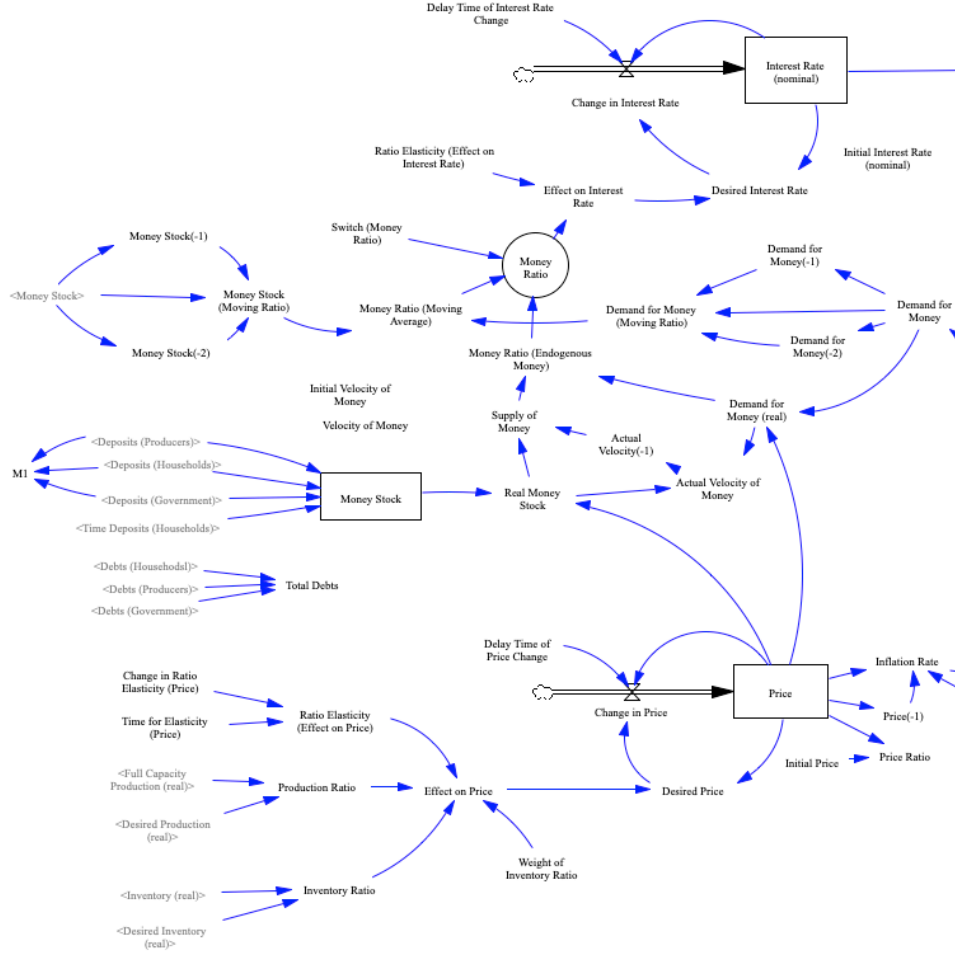 Delay Time of Interest Rate
Change
Interest Rate
(nominal)
Change in Interest Rate
Ratio Elasticity (Effect on
Interest Rate)
Initial Interest Rate
(nominal)
Effect on Interest
Rate
Desired Interest Rate
Switch (Money
Ratio)
Money Stock(-1)
Demand for
Money(-1)
Money
Ratio
<Money Stock>
Money Stock
(Moving Ratio)
Money Ratio (Moving
Average)
Demand for Money
(Moving Ratio)
Demand for
Money
Money Stock(-2)
Demand for
Money(-2)
Money Ratio (Endogenous
Money)
Initial Velocity of
Money
Demand for
Money (real)
Velocity of Money
Supply of
Money
Actual
Velocity(-1)
<Deposits (Producers)>
<Deposits (Households)>
M1
<Deposits (Government)>
Money Stock
Real Money
Stock
Actual Velocity of
Money
<Time Deposits (Households)>
<Debts (Househodsl)>
<Debts (Producers)>
Total Debts
<Debts (Government)>
Delay Time of
Price Change
Inflation Rate
Price
Change in Ratio
Elasticity (Price)
Change in Price
Price(-1)
Time for Elasticity
(Price)
Ratio Elasticity
(Effect on Price)
Initial Price
Price Ratio
<Full Capacity
Production (real)>
Production Ratio
Effect on Price
Desired Price
<Desired Production
(real)>
Weight of
Inventory Ratio
<Inventory (real)>
Inventory Ratio
<Desired Inventory
(real)>